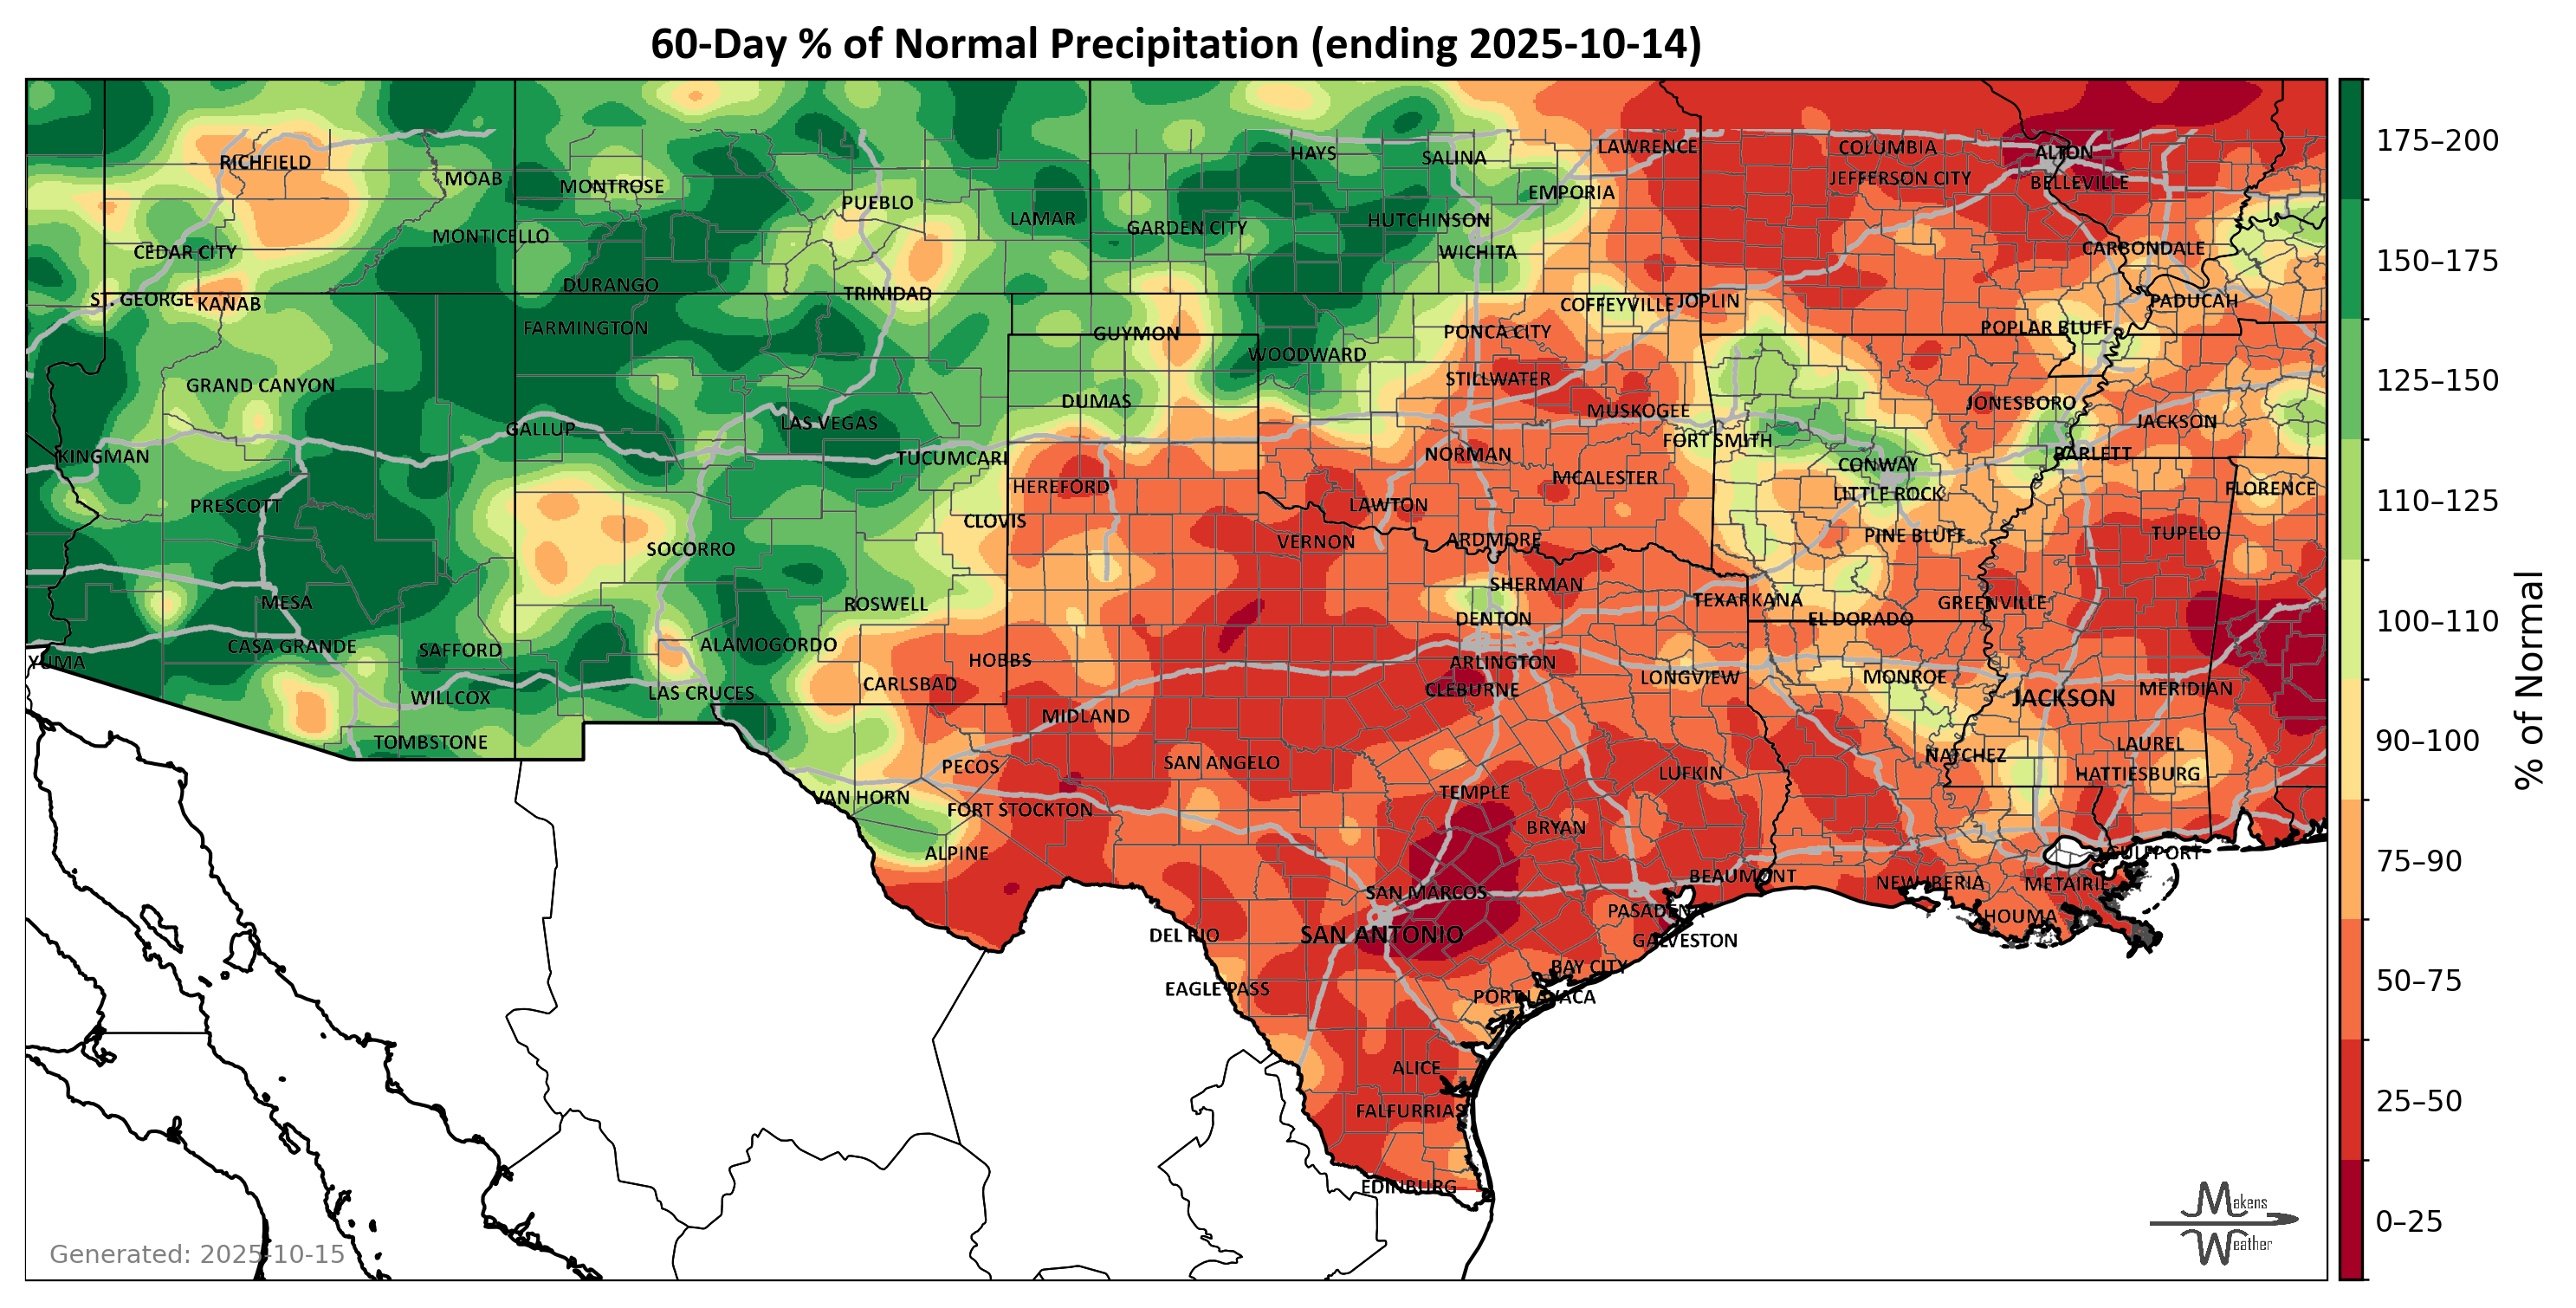 60-Day % of Normal Precipitation (ending 2025-10-14)
RICHFIELD
MOAB
MONTROSE
PUEBLO
LAMAR
HAYS
SALINA
LAWRENCE
COLUMBIA
ALTON
JEFFERSON CITY
BELLEVILLE
EMPORIA
GARDEN CITY
HUTCHINSON
WICHITA
CEDAR CITY
MONTICELLO
CARBONDALE
DURANGO
TRINIDAD
ST. GEORGE
KANAB
COFFEYVILLE
JOPLIN
PADUCAH
FARMINGTON
GUYMON
PONCA CITY
POPLAR BLUFF
WOODWARD
GRAND CANYON
STILLWATER
DUMAS
MUSKOGEE
JONESBORO
JACKSON
GALLUP
LAS VEGAS
FORT SMITH
KINGMAN
TUCUMCARI
NORMAN
BARLETT
CONWAY
PRESCOTT
HEREFORD
MCALESTER
LITTLE ROCK
FLORENCE
CLOVIS
LAWTON
SOCORRO
VERNON
ARDMORE
PINE BLUFF
TUPELO
MESA
ROSWELL
SHERMAN
TEXARKANA
GREENVILLE
DENTON
EL DORADO
CASA GRANDE
SAFFORD
ALAMOGORDO
YUMA
HOBBS
ARLINGTON
WILLCOX
LAS CRUCES
CARLSBAD
CLEBURNE
LONGVIEW
MONROE
JACKSON
MERIDIAN
TOMBSTONE
MIDLAND
PECOS
SAN ANGELO
NATCHEZ
LAUREL
HATTIESBURG
VAN HORN
FORT STOCKTON
TEMPLE
LUFKIN
ALPINE
BRYAN
GULFPORT
SAN MARCOS
BEAUMONT
NEW IBERIA
METAIRIE
PASADENA
HOUMA
DEL RIO
SAN ANTONIO
GALVESTON
EAGLE PASS
BAY CITY
PORT LAVACA
ALICE
FALFURRIAS
EDINBURG
Generated: 2025-10-15
Makens
Weather
175–200
150–175
125–150
110–125
100–110
90–100
75–90
50–75
25–50
0–25
% of Normal